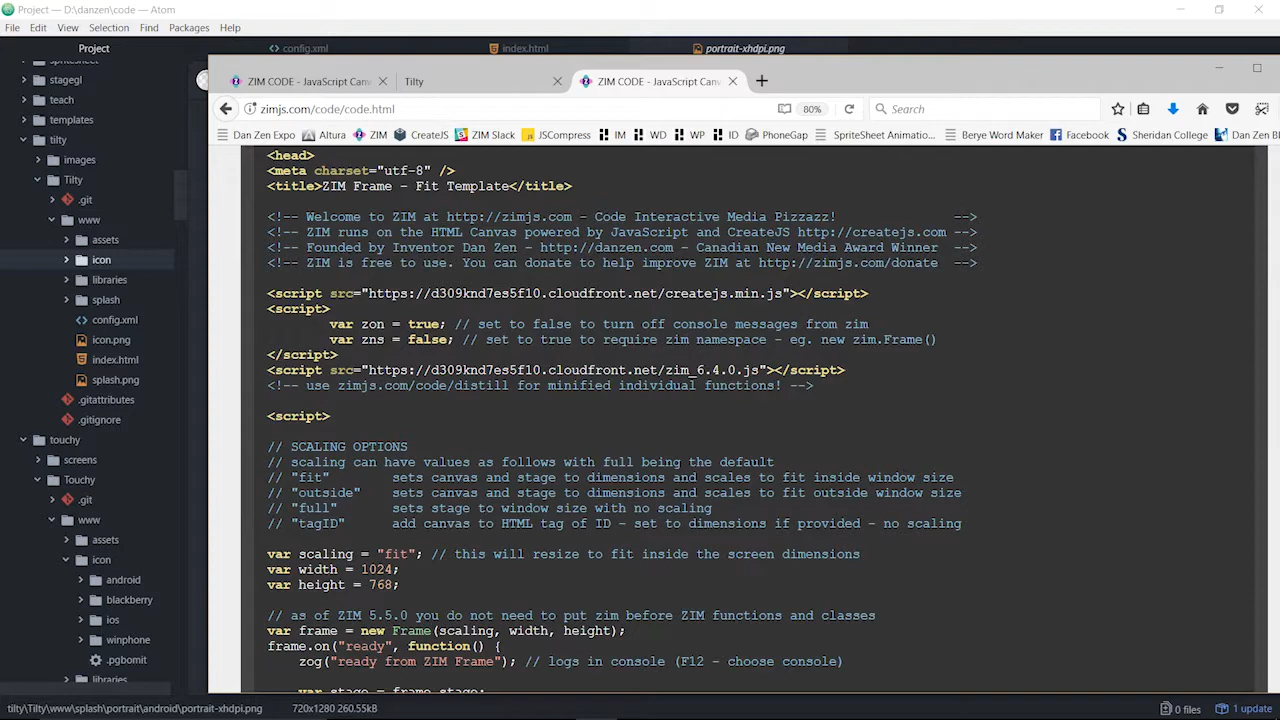 Project — D:\danzen\code — Atom
File Edit View Selection Find Packages Help
Project
config.xml
index.html
portrait-xhdpi.png
stagegl
teach
templates
tilty
images
Tilty
.git
www
assets
icon
libraries
splash
config.xml
icon.png
index.html
splash.png
.gitattributes
.gitignore
touchy
screens
Touchy
.git
www
assets
icon
android
blackberry
ios
winphone
.pgbomit
libraries
ZIM CODE - JavaScript Canv
Tilty
ZIM CODE - JavaScript Canv
zimjs.com/code/code.html
80%
Search
Dan Zen Expo Altura ZIM CreateJS ZIM Slack JSCompress IM WD WP ID PhoneGap SpriteSheet Animatio... Berye Word Maker Facebook Sheridan College Dan Zen B
<head>
<meta charset="utf-8" />
<title>ZIM Frame - Fit Template</title>
<!-- Welcome to ZIM at http://zimjs.com - Code Interactive Media Pizzazz! -->
<!-- ZIM runs on the HTML Canvas powered by JavaScript and CreateJS http://createjs.com -->
<!-- Founded by Inventor Dan Zen - http://danzen.com - Canadian New Media Award Winner -->
<!-- ZIM is free to use. You can donate to help improve ZIM at http://zimjs.com/donate -->
<script src="https://d309knd7es5f10.cloudfront.net/createjs.min.js"></script>
<script>
var zon = true; // set to false to turn off console messages from zim
var zns = false; // set to true to require zim namespace - eg. new zim.Frame()
</script>
<script src="https://d309knd7es5f10.cloudfront.net/zim_6.4.0.js"></script>
<!-- use zimjs.com/code/distill for minified individual functions! -->
<script>
// SCALING OPTIONS
// scaling can have values as follows with full being the default
// "fit" sets canvas and stage to dimensions and scales to fit inside window size
// "outside" sets canvas and stage to dimensions and scales to fit outside window size
// "full" sets stage to window size with no scaling
// "tagID" add canvas to HTML tag of ID - set to dimensions if provided - no scaling
var scaling = "fit"; // this will resize to fit inside the screen dimensions
var width = 1024;
var height = 768;
// as of ZIM 5.5.0 you do not need to put zim before ZIM functions and classes
var frame = new Frame(scaling, width, height);
frame.on("ready", function() {
zog("ready from ZIM Frame"); // logs in console (F12 - choose console)
var stage = frame.stage;
tilty\Tilty\www\splash\portrait\android\portrait-xhdpi.png 720x1280 260.55kB
0 files 1 update